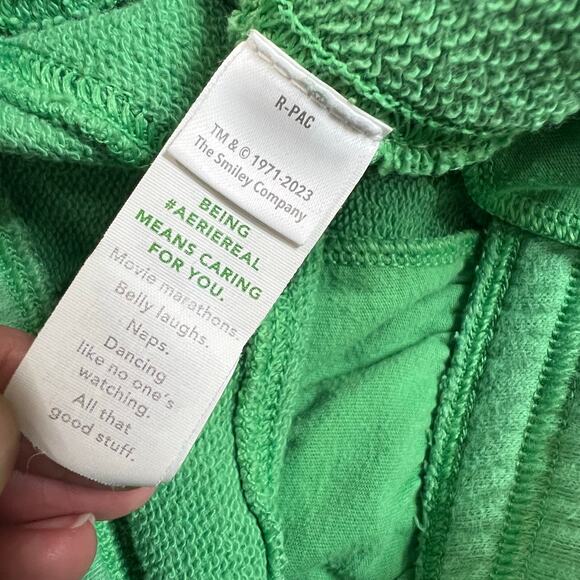 R-PAC
TM & © 1971-2023
The Smiley Company
BEING
#AERIEREAL
MEANS CARING
FOR YOU.
Movie marathons.
Belly laughs.
Naps.
Dancing
like no one's
watching.
All that
good stuff.